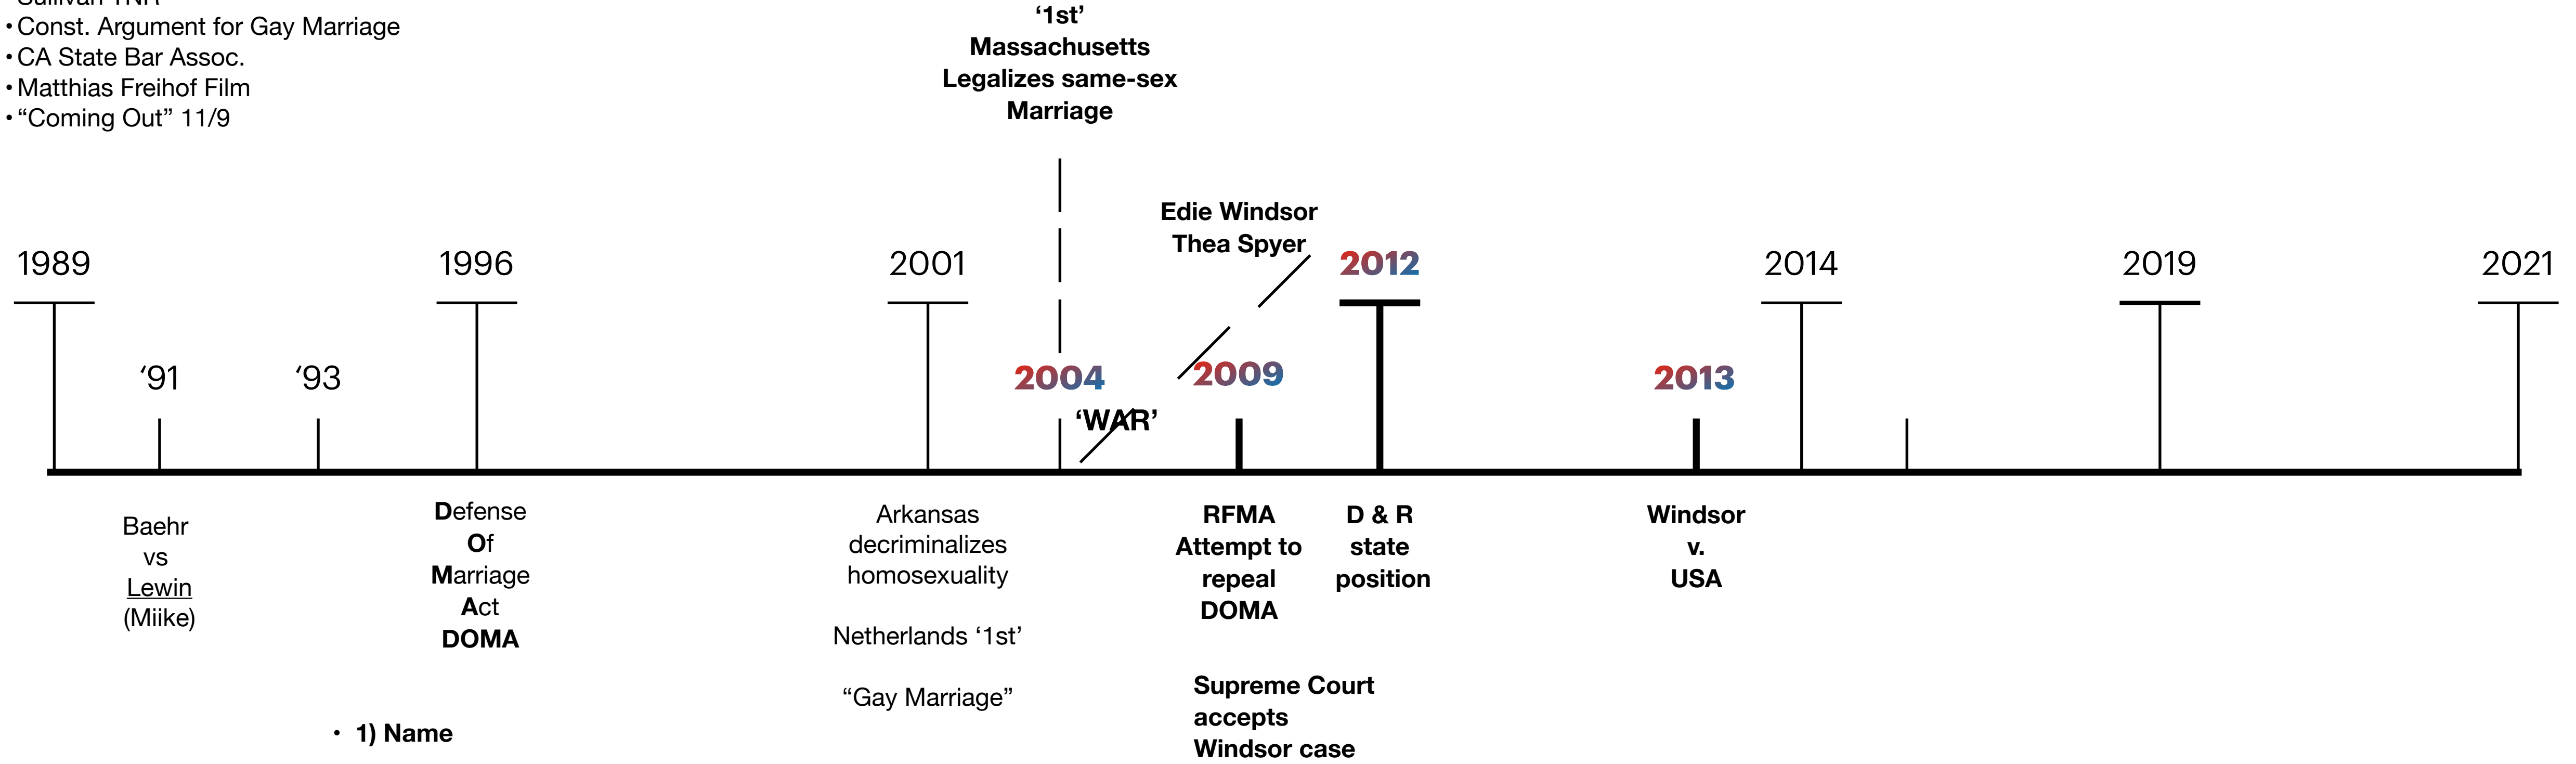 Sullivan TNR
• Const. Argument for Gay Marriage
• CA State Bar Assoc.
• Matthias Freihof Film
• “Coming Out” 11/9
‘1st’
Massachusetts
Legalizes same-sex
Marriage
Edie Windsor
Thea Spyer
1989
1996
2001
2012
2014
2019
2021
‘91
‘93
2004
2009
2013
‘WAR’
Baehr
vs
Lewin
(Miike)
Defense
Of
Marriage
Act
DOMA
Arkansas
decriminalizes
homosexuality
Netherlands ‘1st’
“Gay Marriage”
RFMA
Attempt to
repeal
DOMA
D & R
state
position
Windsor
v.
USA
Supreme Court
accepts
Windsor case
• 1) Name